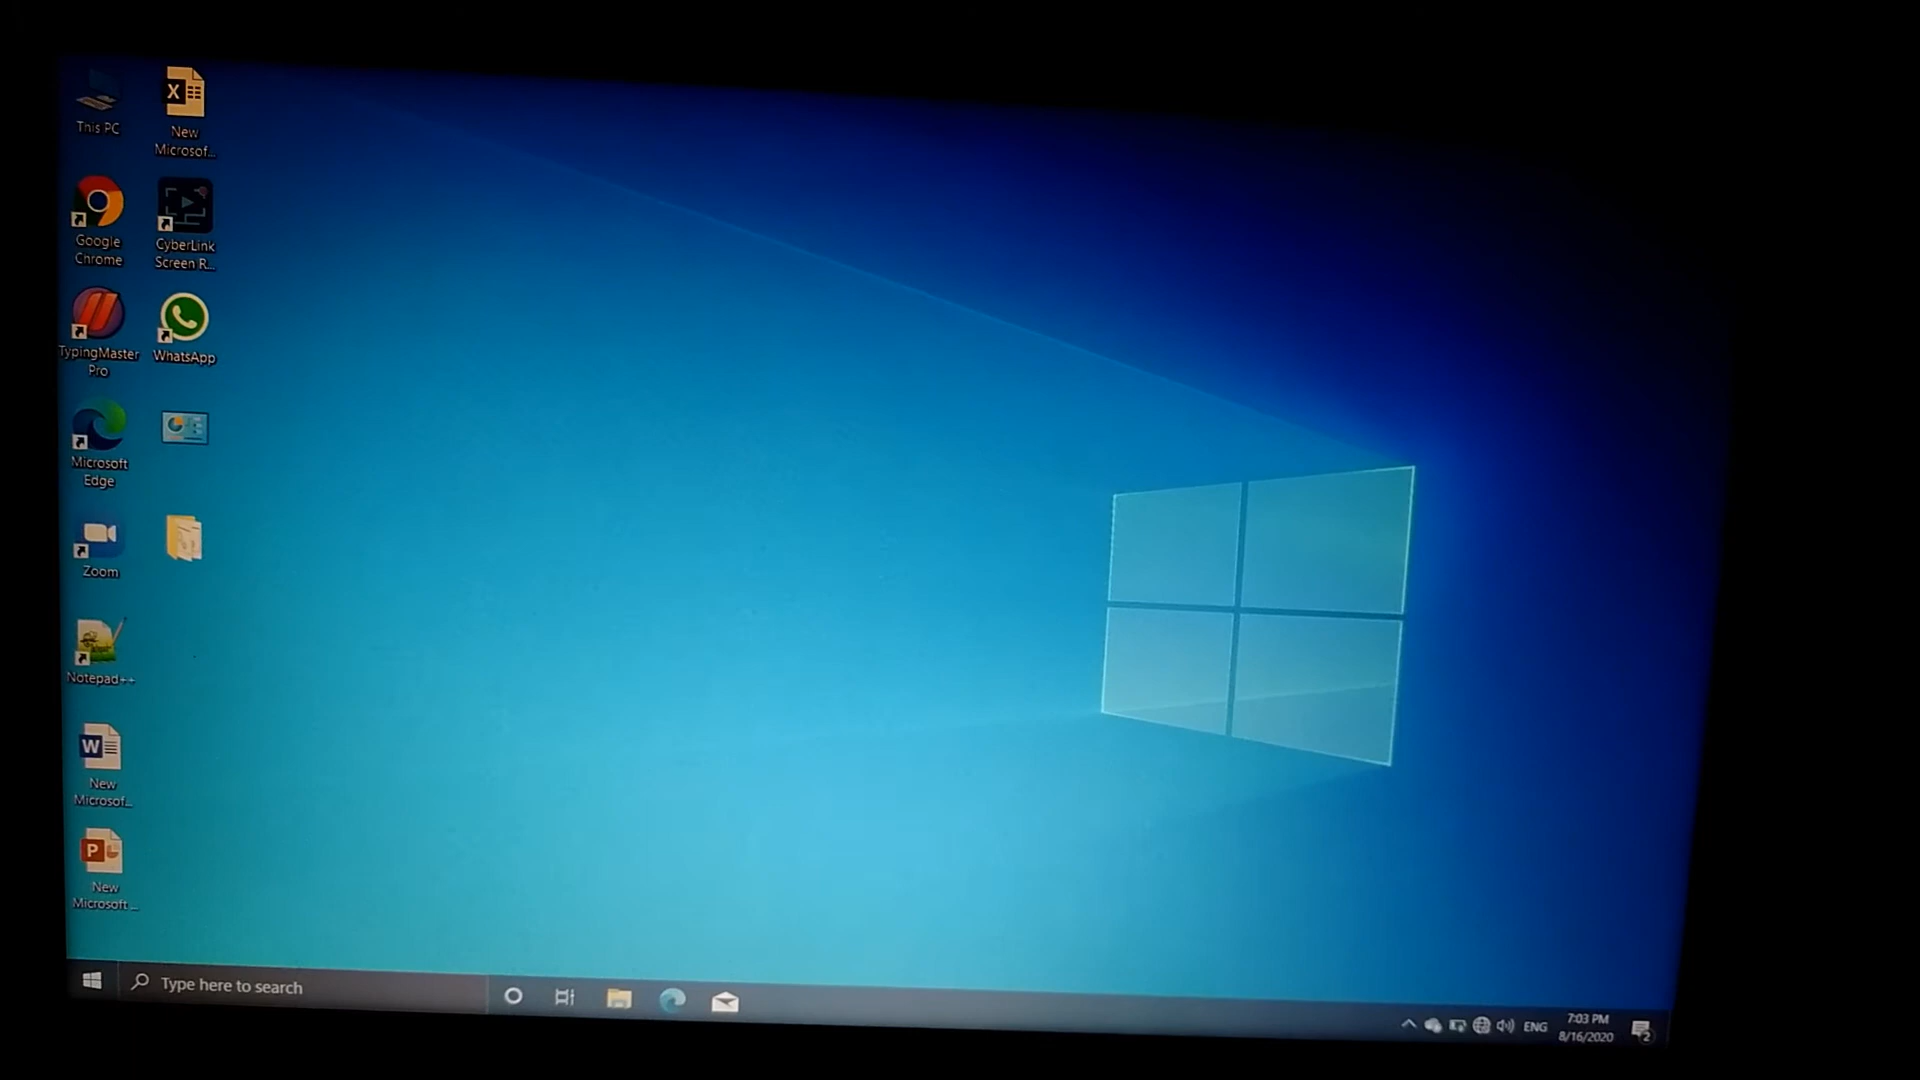 This PC
New
Microsof...
Google
Chrome
CyberLink
Screen R...
TypingMaster
Pro
WhatsApp
Microsoft
Edge
Zoom
Notepad++
New
Microsof...
New
Microsoft ...
Type here to search
ENG
7:03 PM
8/16/2020
2